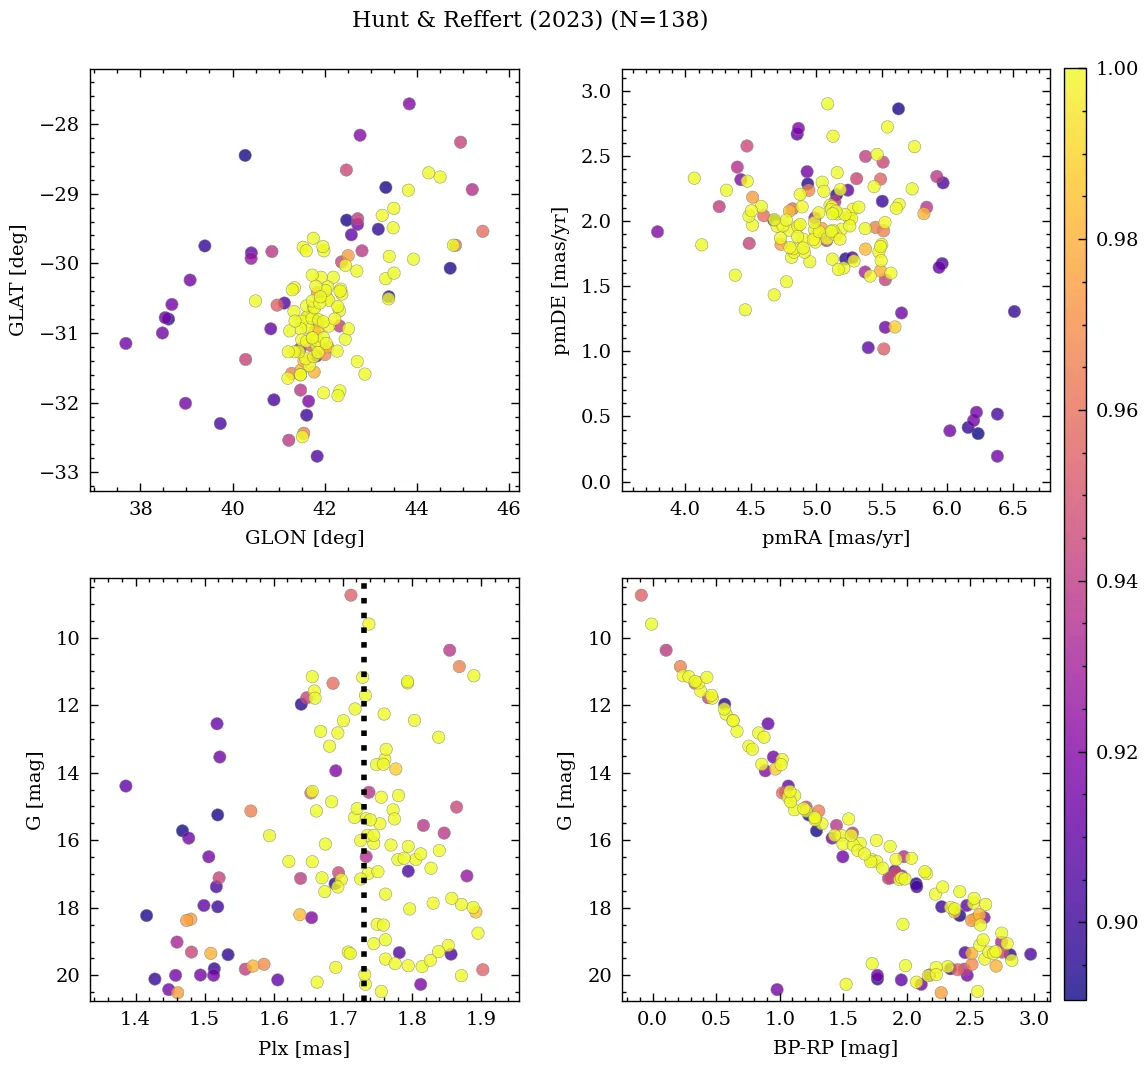 Hunt & Reffert (2023) (N=138)
−28
−29
−30
−31
−32
−33
GLAT [deg]
38 40 42 44 46
GLON [deg]
3.0
2.5
2.0
1.5
1.0
0.5
0.0
pmDE [mas/yr]
4.0 4.5 5.0 5.5 6.0 6.5
pmRA [mas/yr]
1.00
0.98
0.96
0.94
0.92
0.90
10
12
14
16
18
20
G [mag]
1.4 1.5 1.6 1.7 1.8 1.9
Plx [mas]
10
12
14
16
18
20
G [mag]
0.0 0.5 1.0 1.5 2.0 2.5 3.0
BP-RP [mag]